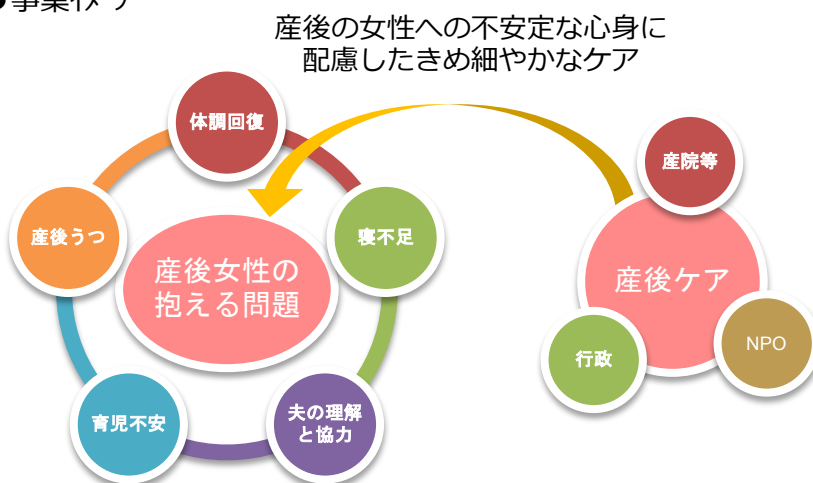 産後の女性への不安定な心身に
配慮したきめ細やかなケア
体調回復
産院等
産後うつ
寝不足
産後女性の
抱える問題
産後ケア
行政
NPO
育児不安
夫の理解
と協力